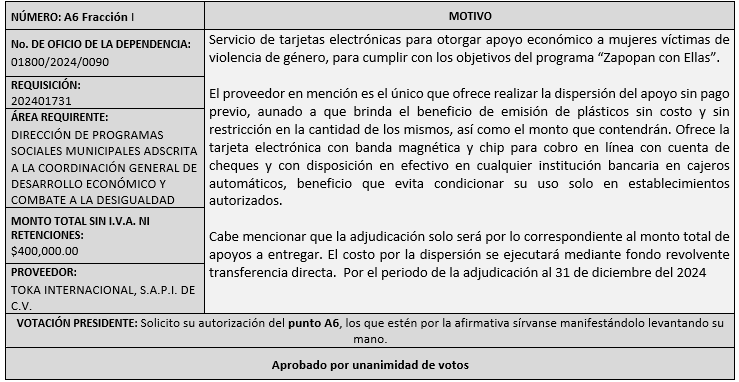 NÚMERO: A6 Fracción I
MOTIVO
No. DE OFICIO DE LA DEPENDENCIA:
01800/2024/0090
REQUISICIÓN:
202401731
ÁREA REQUIRENTE:
DIRECCIÓN DE PROGRAMAS
SOCIALES MUNICIPALES ADSCRITA
A LA COORDINACIÓN GENERAL DE
DESARROLLO ECONÓMICO Y
COMBATE A LA DESIGUALDAD
MONTO TOTAL SIN I.V.A. NI
RETENCIONES:
$400,000.00
PROVEEDOR:
TOKA INTERNACIONAL, S.A.P.I. DE
C.V.
Servicio de tarjetas electrónicas para otorgar apoyo económico a mujeres víctimas de
violencia de género, para cumplir con los objetivos del programa “Zapopan con Ellas”.
El proveedor en mención es el único que ofrece realizar la dispersión del apoyo sin pago
previo, aunado a que brinda el beneficio de emisión de plásticos sin costo y sin
restricción en la cantidad de los mismos, así como el monto que contendrán. Ofrece la
tarjeta electrónica con banda magnética y chip para cobro en línea con cuenta de
cheques y con disposición en efectivo en cualquier institución bancaria en cajeros
automáticos, beneficio que evita condicionar su uso solo en establecimientos
autorizados.
Cabe mencionar que la adjudicación solo será por lo correspondiente al monto total de
apoyos a entregar. El costo por la dispersión se ejecutará mediante fondo revolvente
transferencia directa. Por el periodo de la adjudicación al 31 de diciembre del 2024
VOTACIÓN PRESIDENTE: Solicito su autorización del punto A6, los que estén por la afirmativa sírvanse manifestándolo levantando su
mano.
Aprobado por unanimidad de votos